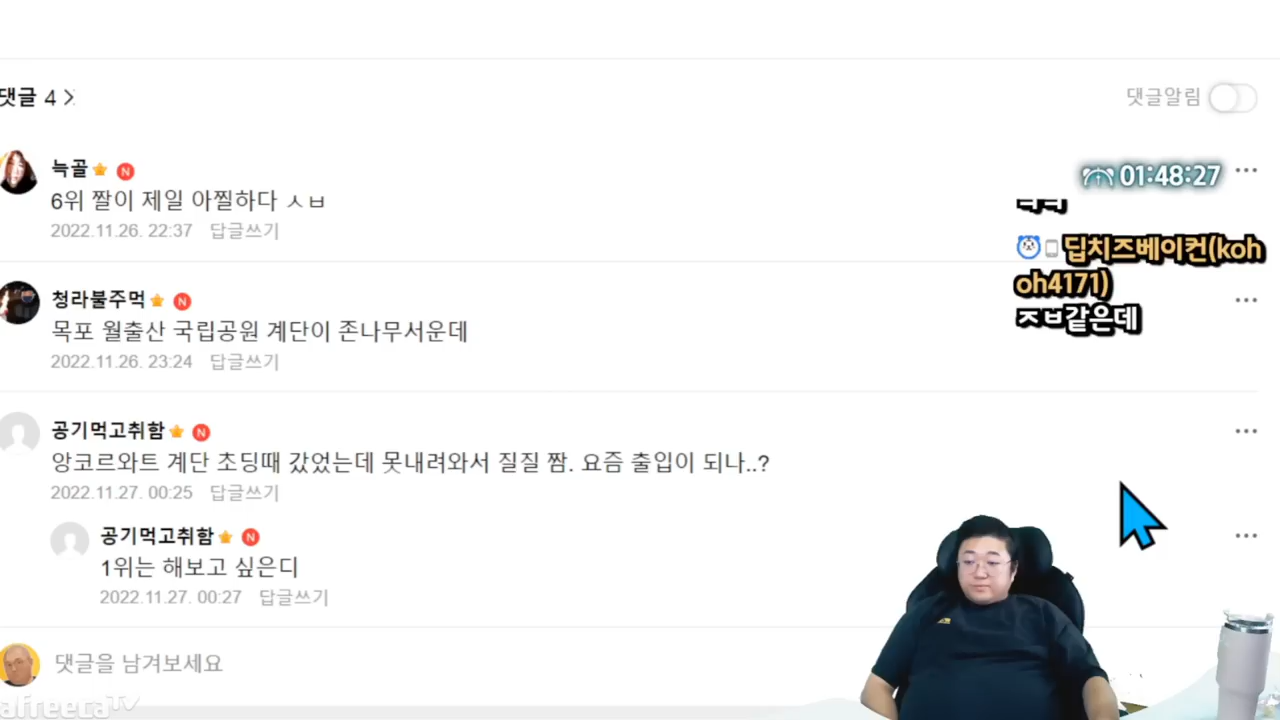 댓글 4 >
댓글알림
늑골 N
01:48:27
6위 짤이 제일 아찔하다 ㅅㅂ
2022.11.26. 22:37 답글쓰기
딥치즈베이컨(koh
oh4171)
ㅈㅂ같은데
청라불주먹 N
목포 월출산 국립공원 계단이 존나무서운데
2022.11.26. 23:24 답글쓰기
공기먹고취함 N
앙코르와트 계단 초딩때 갔었는데 못내려와서 질질 짬. 요즘 출입이 되나..?
2022.11.27. 00:25 답글쓰기
공기먹고취함 N
1위는 해보고 싶은디
2022.11.27. 00:27 답글쓰기
댓글을 남겨보세요
afreecaTV